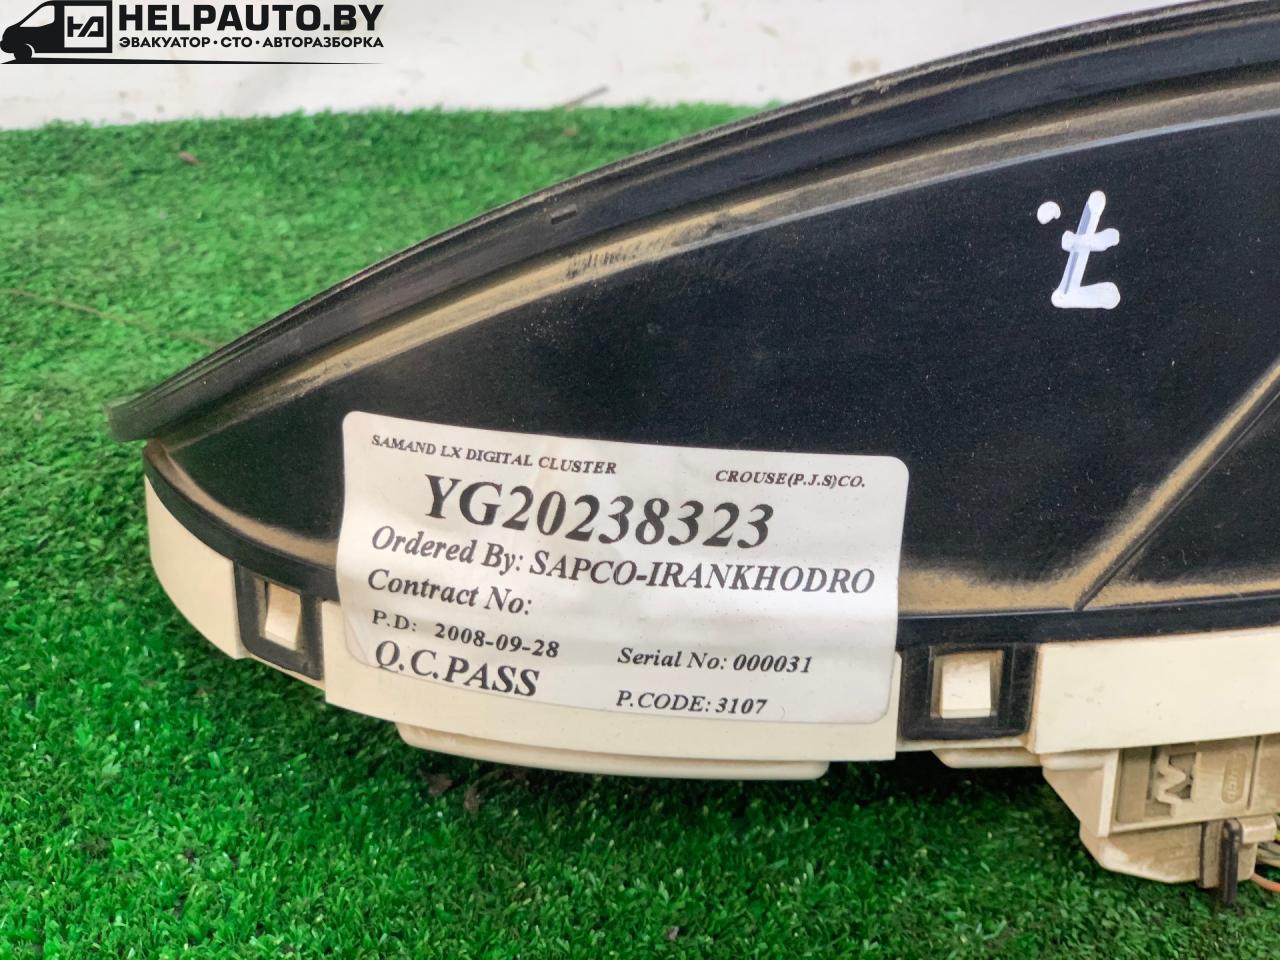 HELPAUTO.BY
ЭВАКУАТОР • СТО • АВТОРАЗБОРКА
SAMAND LX DIGITAL CLUSTER CROUSE(P.J.S)CO.
YG20238323
Ordered By: SAPCO-IRANKHODRO
Contract No:
P.D: 2008-09-28 Serial No: 000031
Q.C.PASS P.CODE:3107